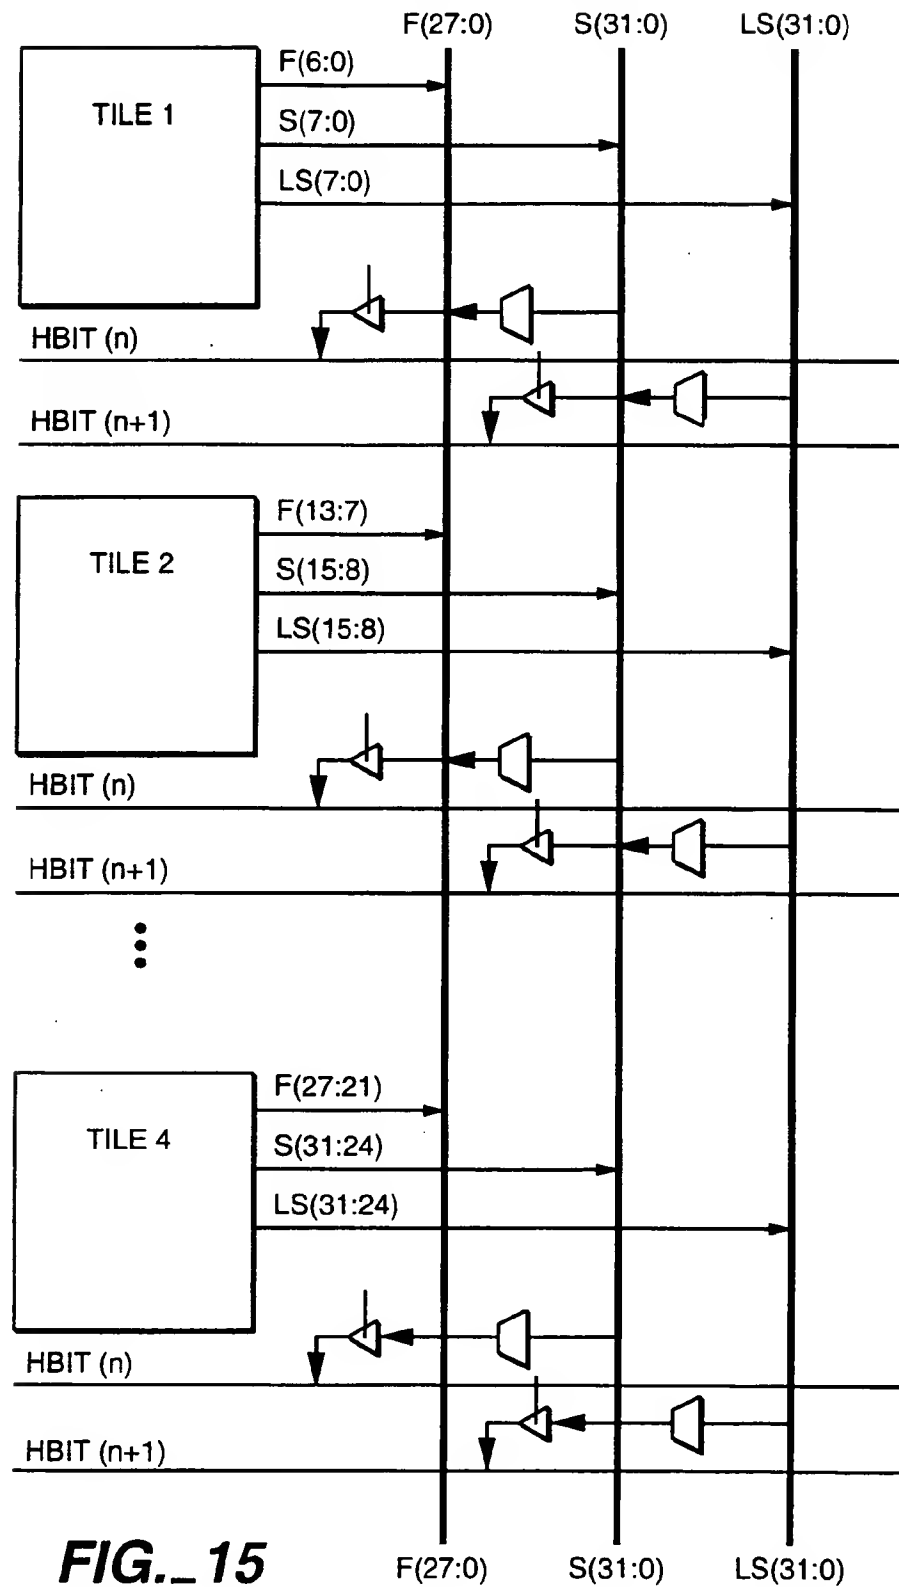 F(27:0) S(31:0) LS(31:0)
F(6:0)
TILE 1
S(7:0)
LS(7:0)
HBIT (n)
HBIT (n+1)
F(13:7)
TILE 2
S(15:8)
LS(15:8)
HBIT (n)
HBIT (n+1)
F(27:21)
TILE 4
S(31:24)
LS(31:24)
HBIT (n)
HBIT (n+1)
FIG._15
F(27:0) S(31:0) LS(31:0)